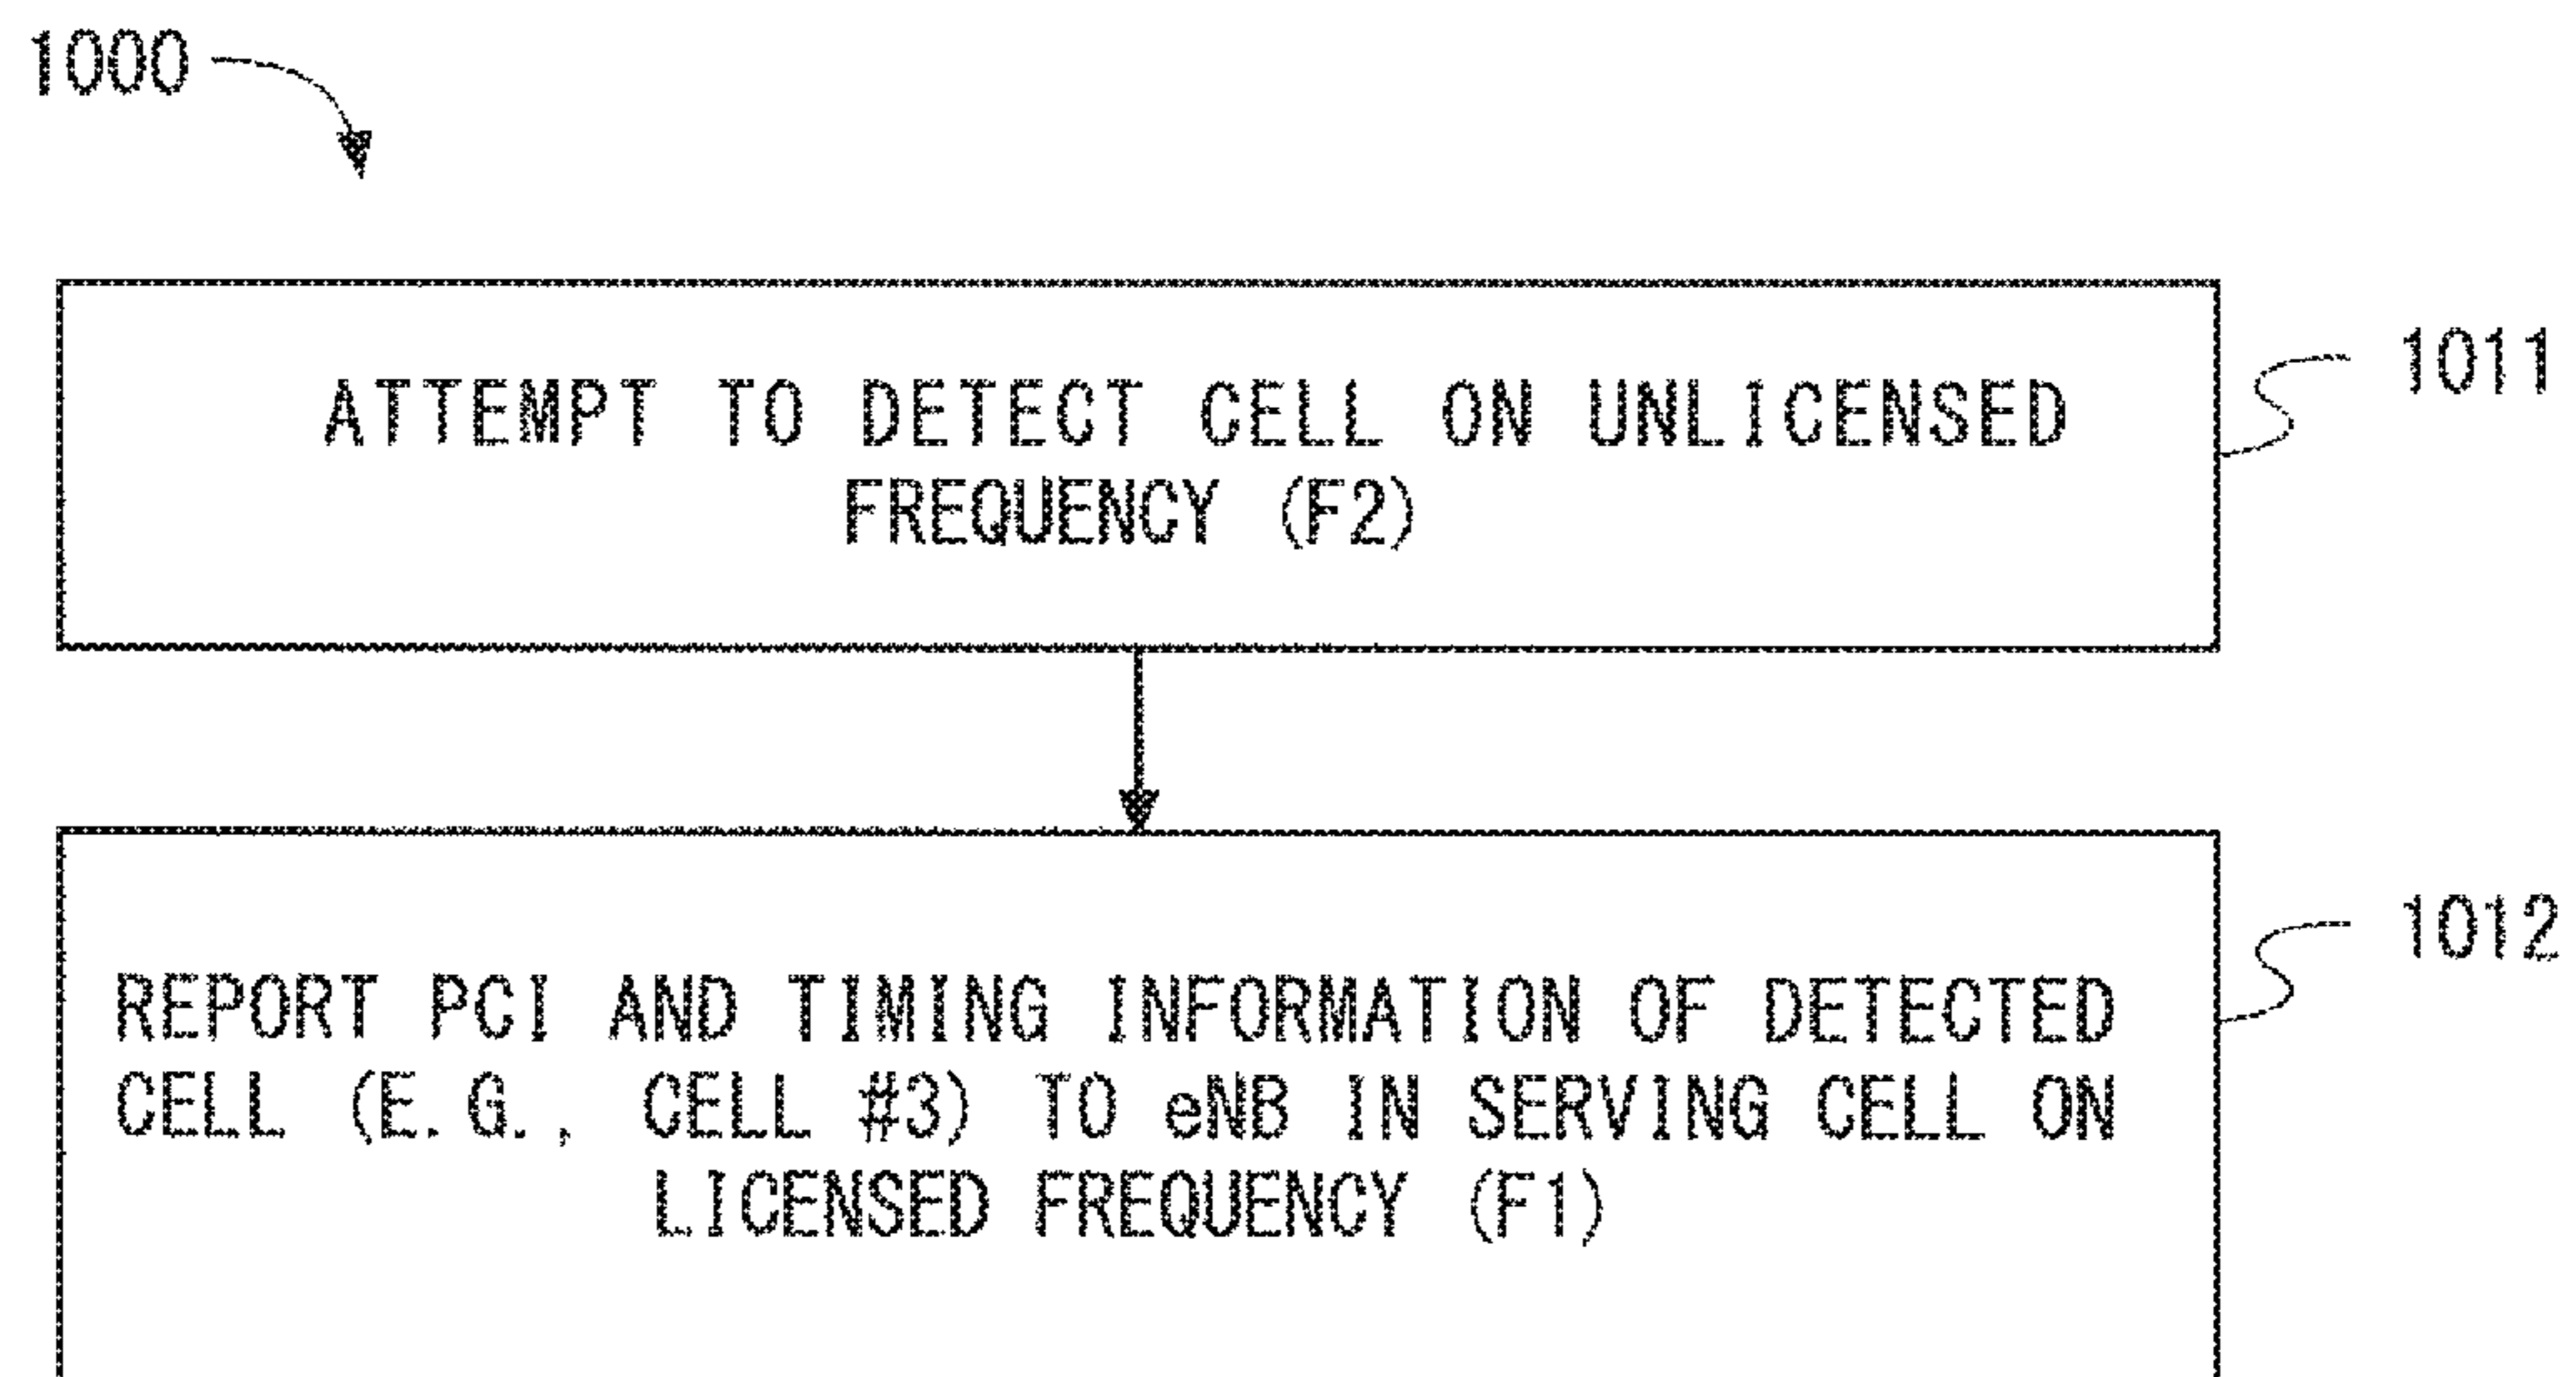 1000
ATTEMPT TO DETECT CELL ON UNLICENSED
FREQUENCY (F2)
1011
REPORT PCI AND TIMING INFORMATION OF DETECTED
CELL (E.G., CELL #3) TO eNB IN SERVING CELL ON
LICENSED FREQUENCY (F1)
1012